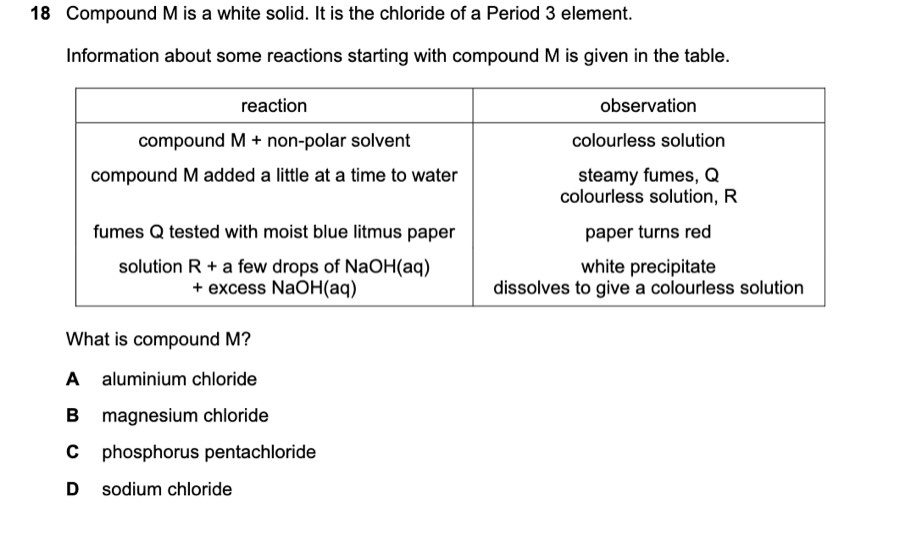 18 Compound M is a white solid. It is the chloride of a Period 3 element.
Information about some reactions starting with compound M is given in the table.
reaction observation
compound M + non-polar solvent colourless solution
compound M added a little at a time to water steamy fumes, Q
colourless solution, R
fumes Q tested with moist blue litmus paper paper turns red
solution R + a few drops of NaOH(aq) white precipitate
+ excess NaOH(aq) dissolves to give a colourless solution
What is compound M?
A aluminium chloride
B magnesium chloride
C phosphorus pentachloride
D sodium chloride